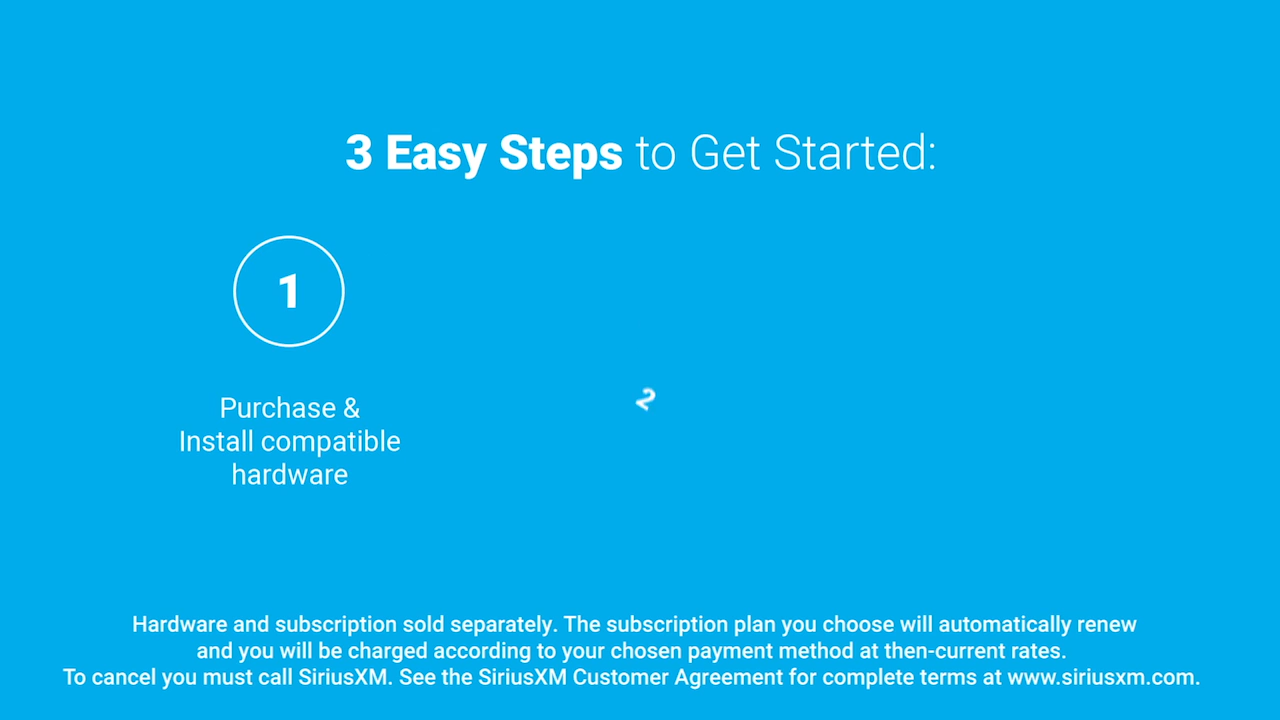 3 Easy Steps to Get Started:
1
Purchase &
Install compatible
hardware
2
Hardware and subscription sold separately. The subscription plan you choose will automatically renew
and you will be charged according to your chosen payment method at then-current rates.
To cancel you must call SiriusXM. See the SiriusXM Customer Agreement for complete terms at www.siriusxm.com.